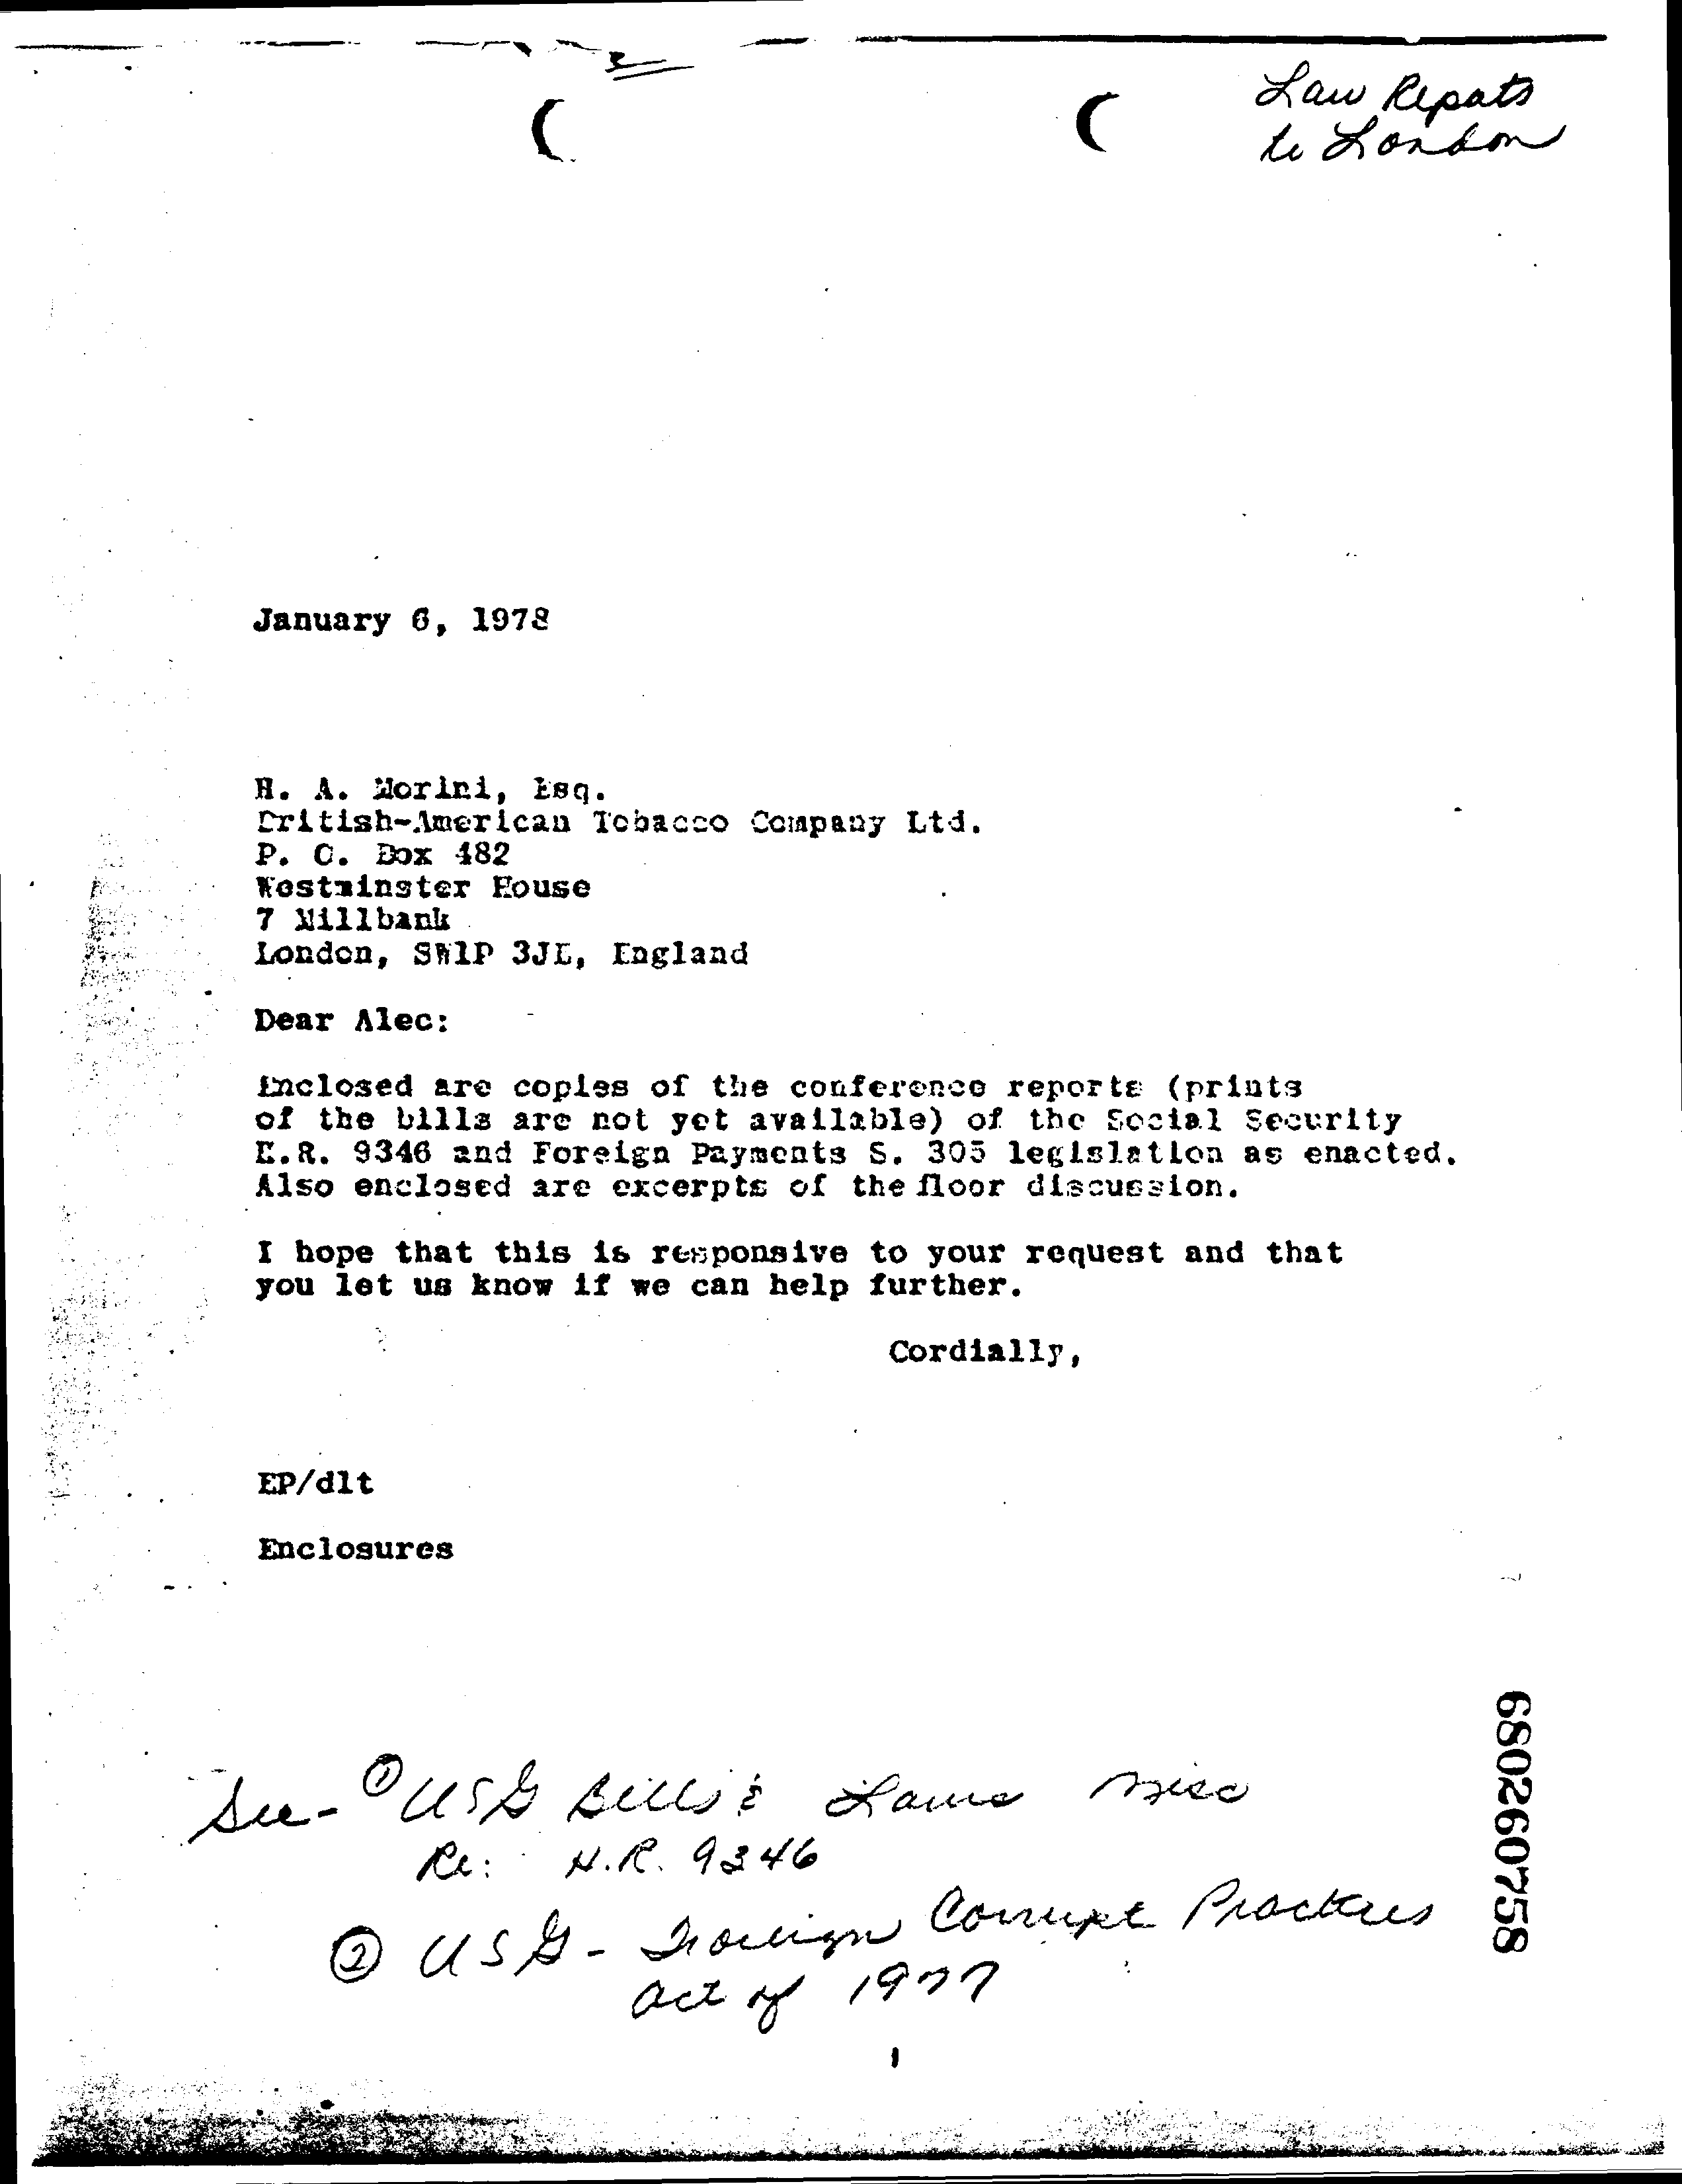 Law Reports
to London
January 6, 1978
H. A. Morini, Esq.
British-American Tobacco Company Ltd.
P. O. Box 482
Westminster House
7 Millbank
London, SW1P 3JE, England
Dear Alec:
Enclosed are copies of the conference reports (prints
of the bills are not yet available) of the Social Security
H.R. 9346 and Foreign Payments S. 305 legislation as enacted.
Also enclosed are excerpts of the floor discussion.
I hope that this is responsive to your request and that
you let us know if we can help further.
Cordially,
EP/dlt
Enclosures
See - ① USG Bills & Laws Misc
Re: H.R. 9346
② USG - Foreign Corrupt Practices
Act of 1977
680260758